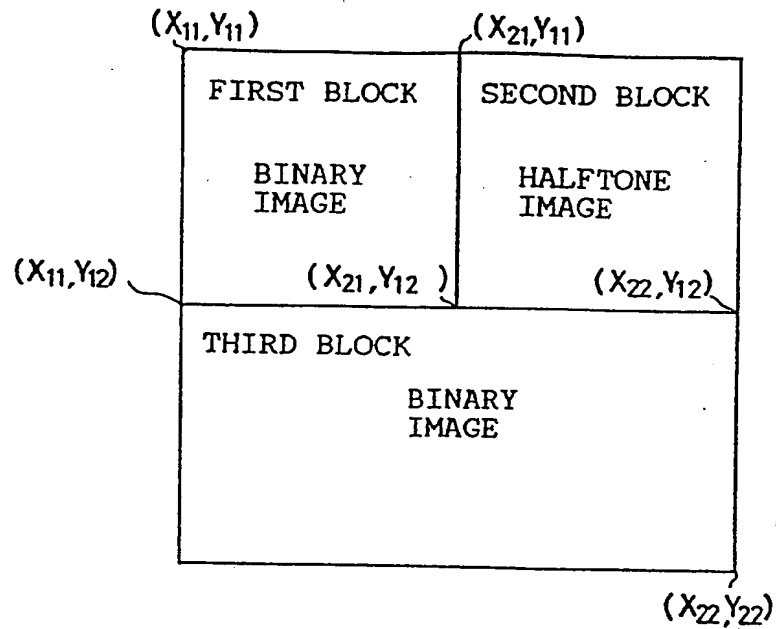 (X11,Y11)
(X21,Y11)
FIRST BLOCK
SECOND BLOCK
BINARY
IMAGE
HALFTONE
IMAGE
(X11,Y12)
(X21,Y12 )
(X22,Y12)
THIRD BLOCK
BINARY
IMAGE
(X22,Y22)